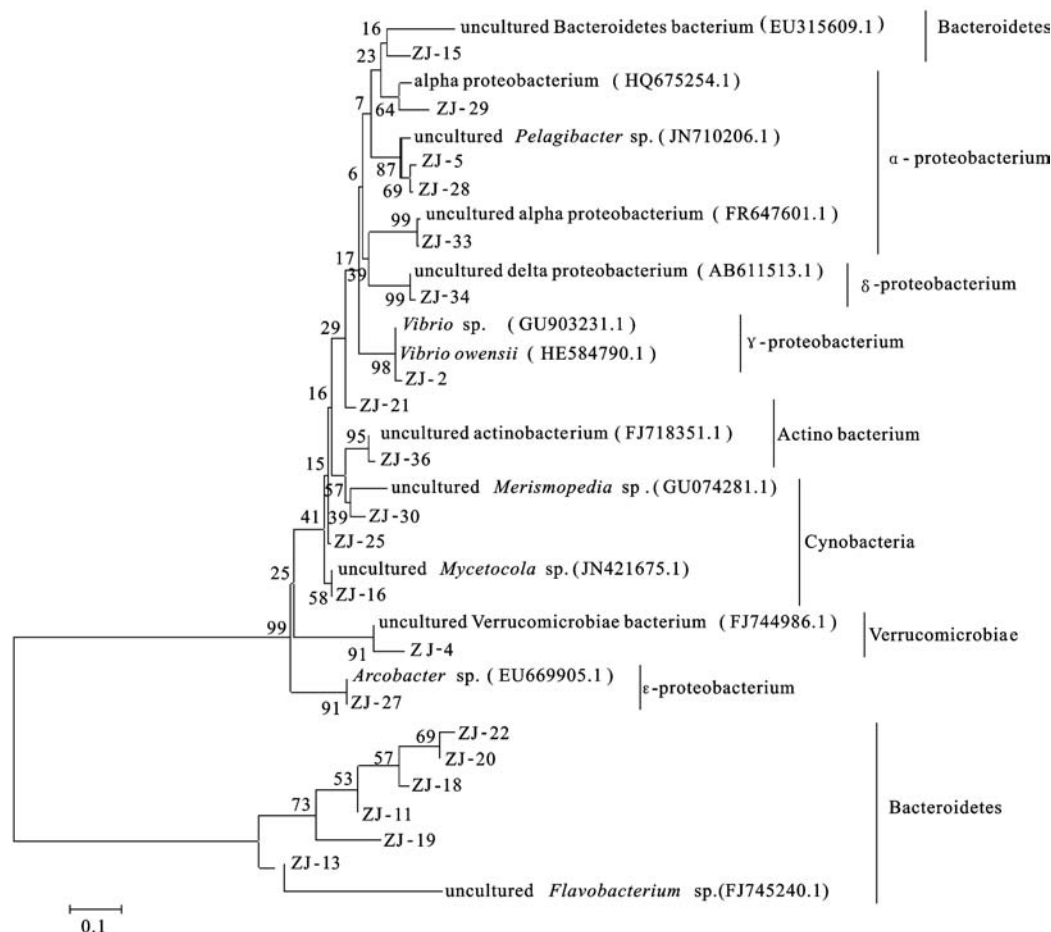 16
uncultured Bacteroidetes bacterium (EU315609.1)
Bacteroidetes
23
ZJ-15
7
alpha proteobacterium (HQ675254.1)
64
ZJ-29
uncultured Pelagibacter sp. (JN710206.1)
87
ZJ-5
α-proteobacterium
6
69
ZJ-28
99
uncultured alpha proteobacterium (FR647601.1)
ZJ-33
17
39
uncultured delta proteobacterium (AB611513.1)
δ-proteobacterium
99
ZJ-34
29
Vibrio sp. (GU903231.1)
γ-proteobacterium
Vibrio owensii (HE584790.1)
98
ZJ-2
16
ZJ-21
95
uncultured actinobacterium (FJ718351.1)
Actino bacterium
15
ZJ-36
57
uncultured Merismopedia sp.(GU074281.1)
41
39
ZJ-30
ZJ-25
Cynobacteria
25
uncultured Mycetocola sp.(JN421675.1)
58
ZJ-16
99
uncultured Verrucomicrobiae bacterium (FJ744986.1)
Verrucomicrobiae
91
ZJ-4
Arcobacter sp. (EU669905.1)
ε-proteobacterium
91
ZJ-27
69
ZJ-22
57
ZJ-20
53
ZJ-18
73
ZJ-11
Bacteroidetes
ZJ-19
ZJ-13
uncultured Flavobacterium sp.(FJ745240.1)
0.1